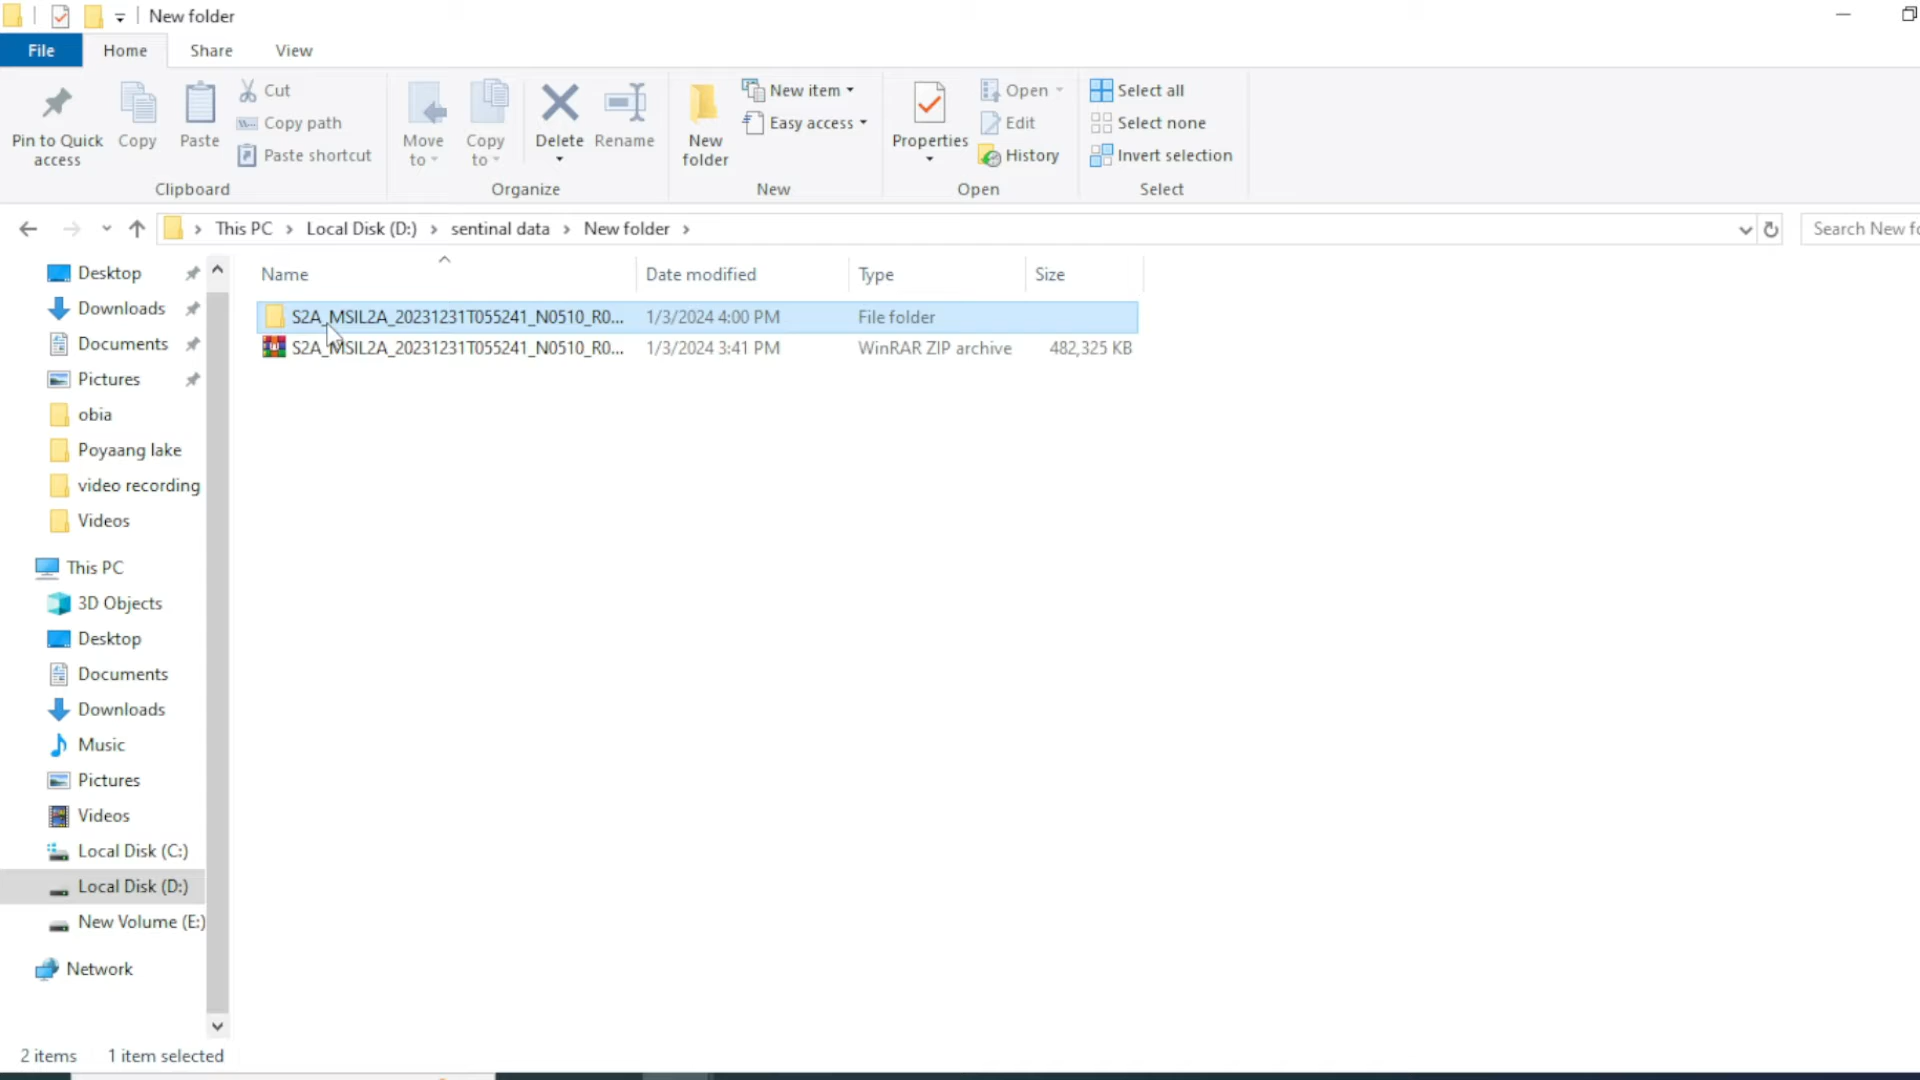 New folder
File Home Share View
Pin to Quick access
Copy
Paste
Cut
Copy path
Paste shortcut
Clipboard
Move to
Copy to
Delete
Rename
Organize
New folder
New item
Easy access
New
Properties
Open
Edit
History
Open
Select all
Select none
Invert selection
Select
This PC > Local Disk (D:) > sentinal data > New folder >
Search New fo
Name Date modified Type Size
S2A_MSIL2A_20231231T055241_N0510_R0... 1/3/2024 4:00 PM File folder
S2A_MSIL2A_20231231T055241_N0510_R0... 1/3/2024 3:41 PM WinRAR ZIP archive 482,325 KB
Desktop
Downloads
Documents
Pictures
obia
Poyaang lake
video recording
Videos
This PC
3D Objects
Desktop
Documents
Downloads
Music
Pictures
Videos
Local Disk (C:)
Local Disk (D:)
New Volume (E:)
Network
2 items 1 item selected